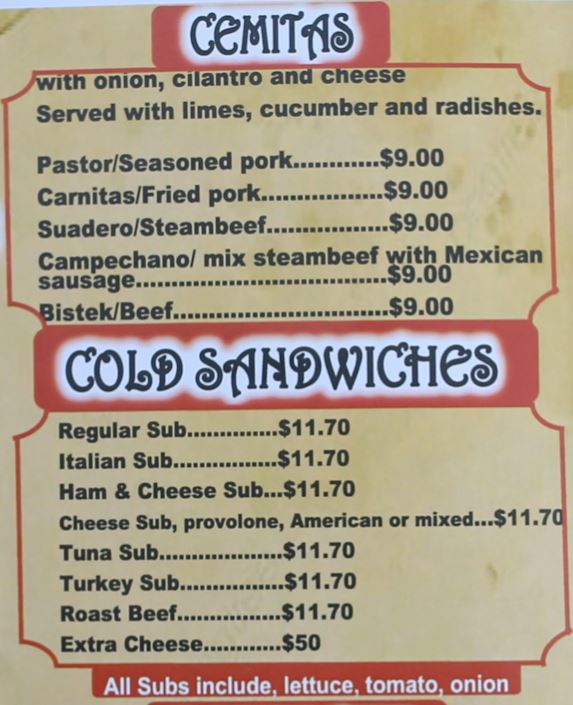 CEMITAS
with onion, cilantro and cheese
Served with limes, cucumber and radishes.
Pastor/Seasoned pork............$9.00
Carnitas/Fried pork.................$9.00
Suadero/Steambeef.................$9.00
Campechano/ mix steambeef with Mexican
sausage...................................$9.00
Bistek/Beef..............................$9.00
COLD SANDWICHES
Regular Sub..............$11.70
Italian Sub................$11.70
Ham & Cheese Sub...$11.70
Cheese Sub, provolone, American or mixed...$11.70
Tuna Sub..................$11.70
Turkey Sub...............$11.70
Roast Beef...............$11.70
Extra Cheese............$50
All Subs include, lettuce, tomato, onion